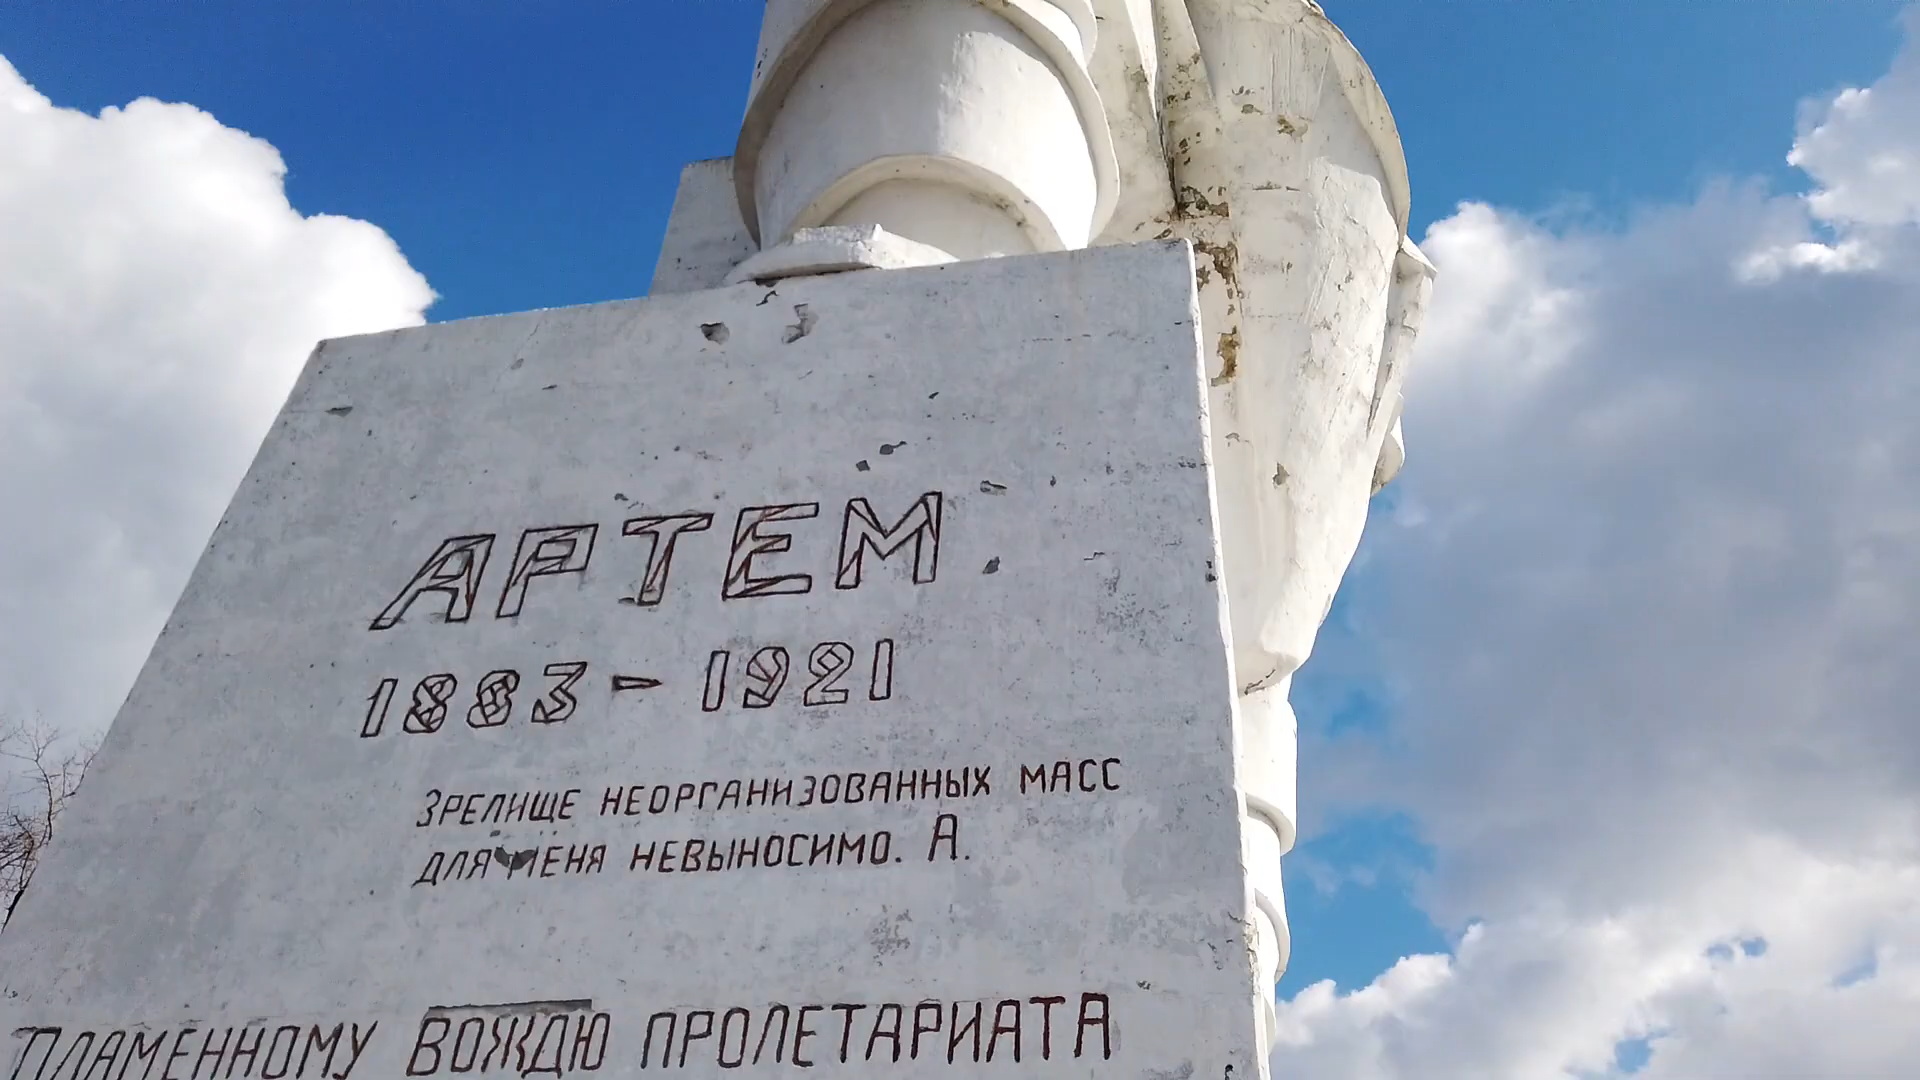 АРТЕМ
1883 - 1921
ЗРЕЛИЩЕ НЕОРГАНИЗОВАННЫХ МАСС
ДЛЯ МЕНЯ НЕВЫНОСИМО. А.
ПЛАМЕННОМУ ВОЖДЮ ПРОЛЕТАРИАТА